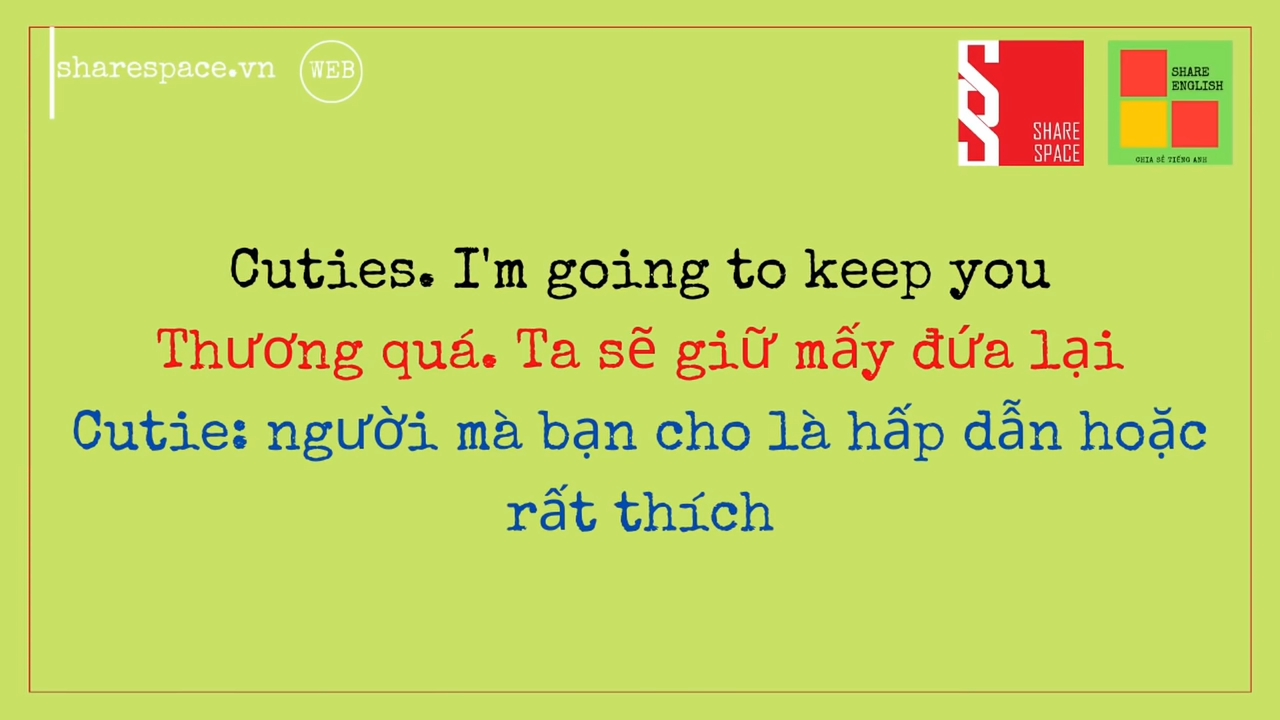 sharespace.vn WEB
SHARE
SPACE
SHARE
ENGLISH
CHIA SẺ TIẾNG ANH
Cuties. I'm going to keep you
Thương quá. Ta sẽ giữ mấy đứa lại
Cutie: người mà bạn cho là hấp dẫn hoặc
rất thích